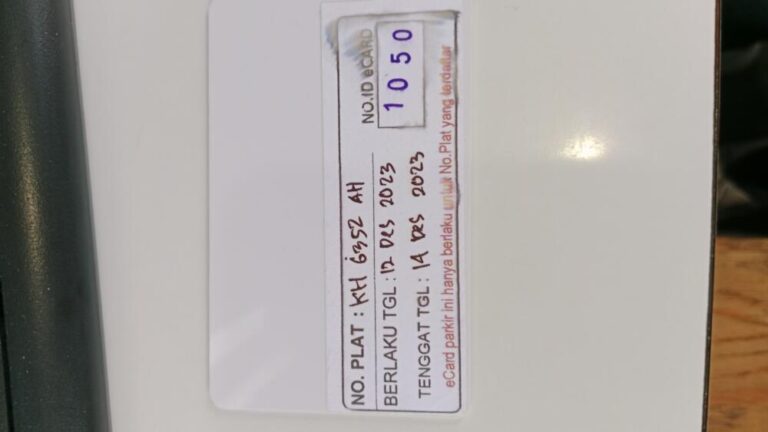 NO. PLAT : KH 6352 AH
NO.ID eCARD
1050
BERLAKU TGL : 12 DES 2023
TENGGAT TGL : 14 DES 2023
eCard parkir ini hanya berlaku untuk No.Plat yang terdaftar